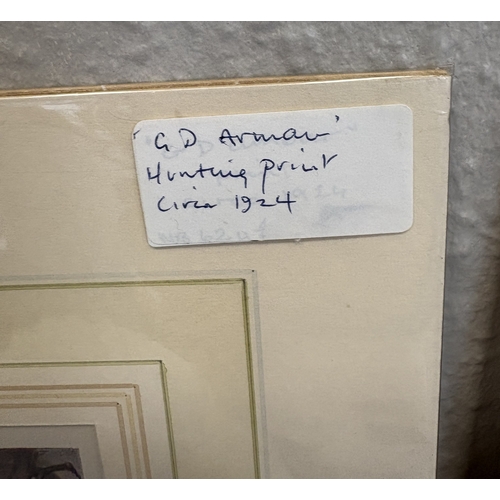 'G D Armour'
Hunting print
Circa 1924